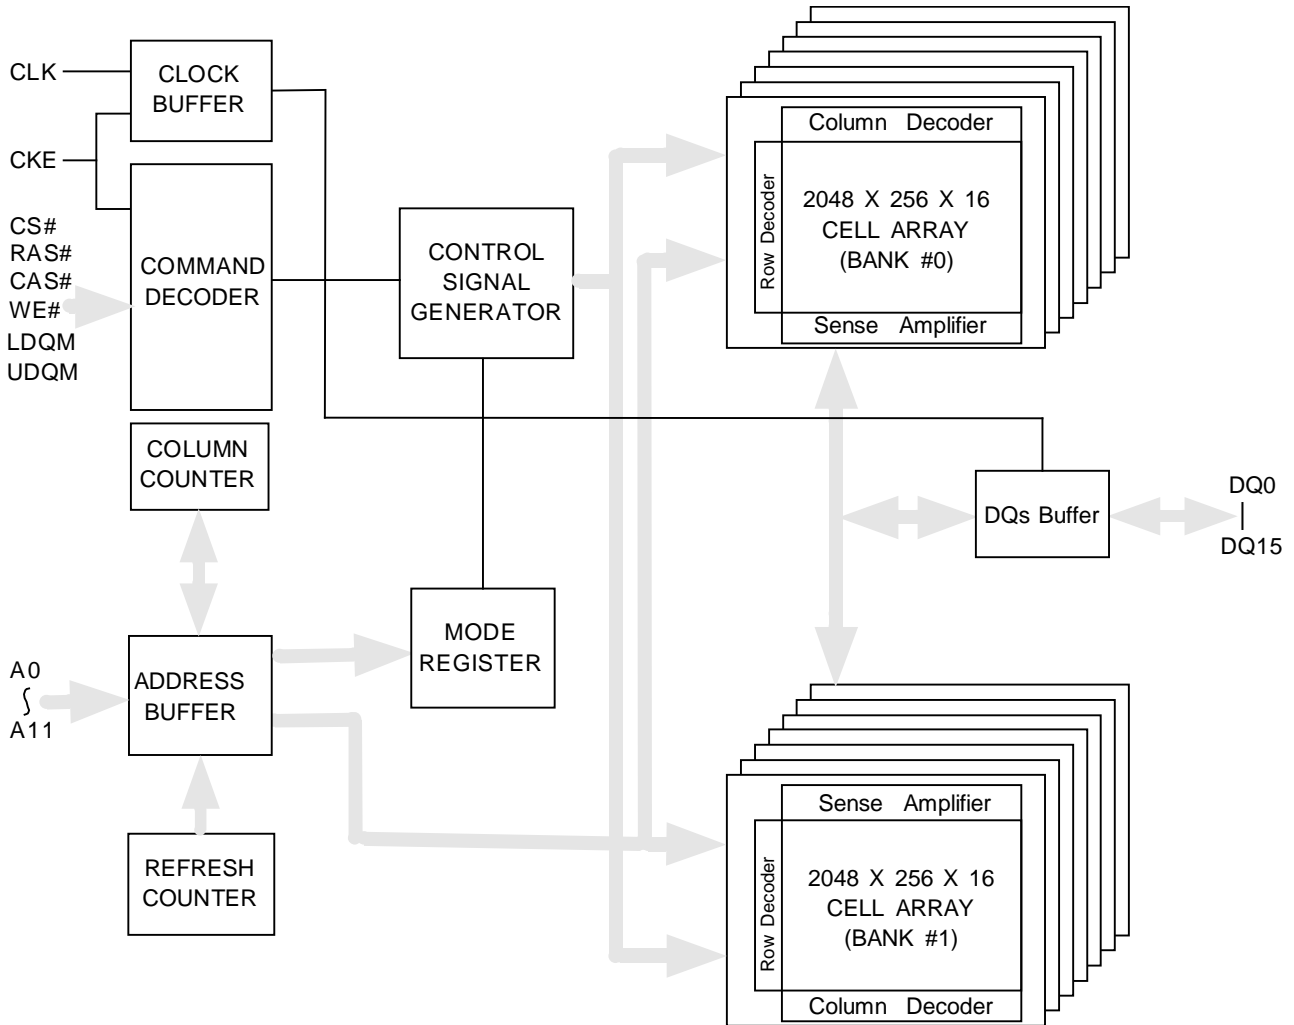 CLK
CLOCK
BUFFER
CKE
CS#
RAS#
CAS#
WE#
LDQM
UDQM
COMMAND
DECODER
CONTROL
SIGNAL
GENERATOR
Column Decoder
Row Decoder
2048 X 256 X 16
CELL ARRAY
(BANK #0)
Sense Amplifier
COLUMN
COUNTER
DQs Buffer
DQ0
DQ15
MODE
REGISTER
A0
A11
ADDRESS
BUFFER
REFRESH
COUNTER
Sense Amplifier
Row Decoder
2048 X 256 X 16
CELL ARRAY
(BANK #1)
Column Decoder